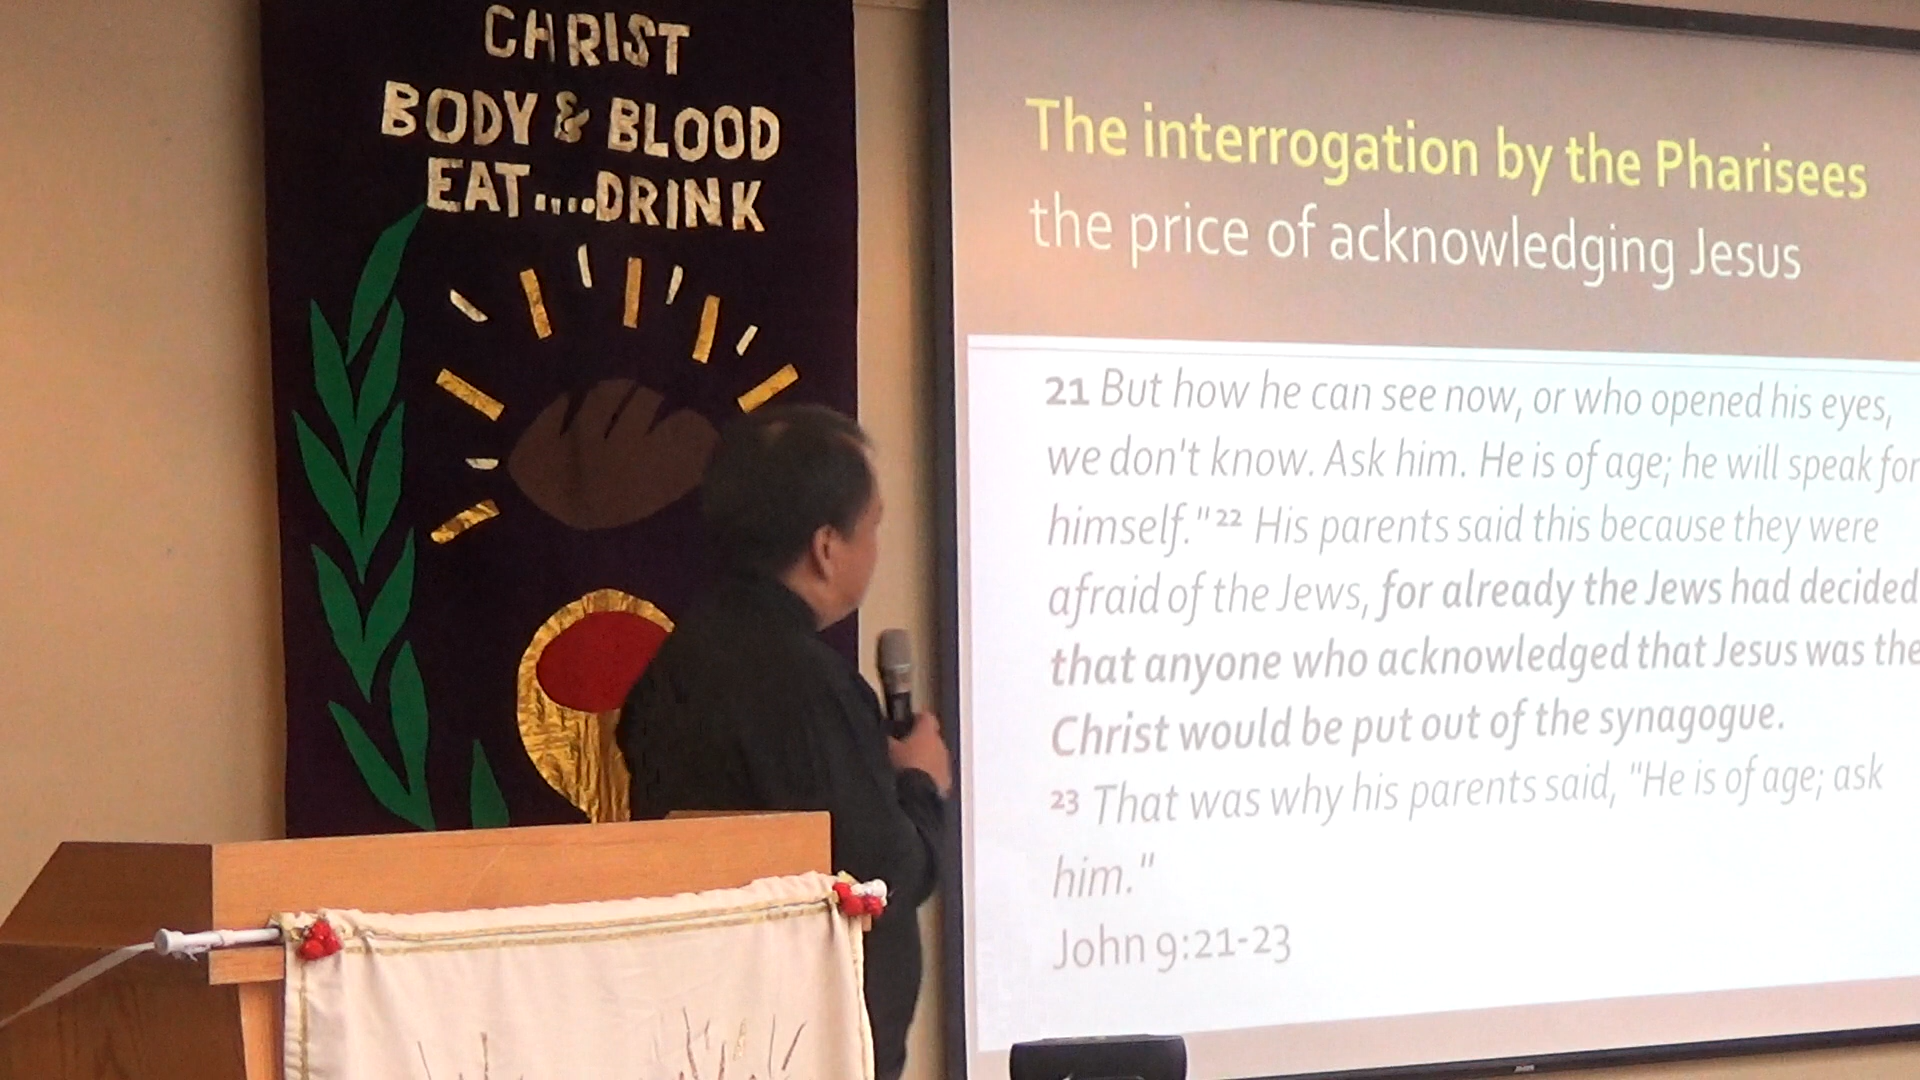 CHRIST
BODY & BLOOD
EAT....DRINK
The interrogation by the Pharisees
the price of acknowledging Jesus
21 But how he can see now, or who opened his eyes,
we don't know. Ask him. He is of age; he will speak for
himself." 22 His parents said this because they were
afraid of the Jews, for already the Jews had decided
that anyone who acknowledged that Jesus was the
Christ would be put out of the synagogue.
23 That was why his parents said, "He is of age; ask
him."
John 9:21-23